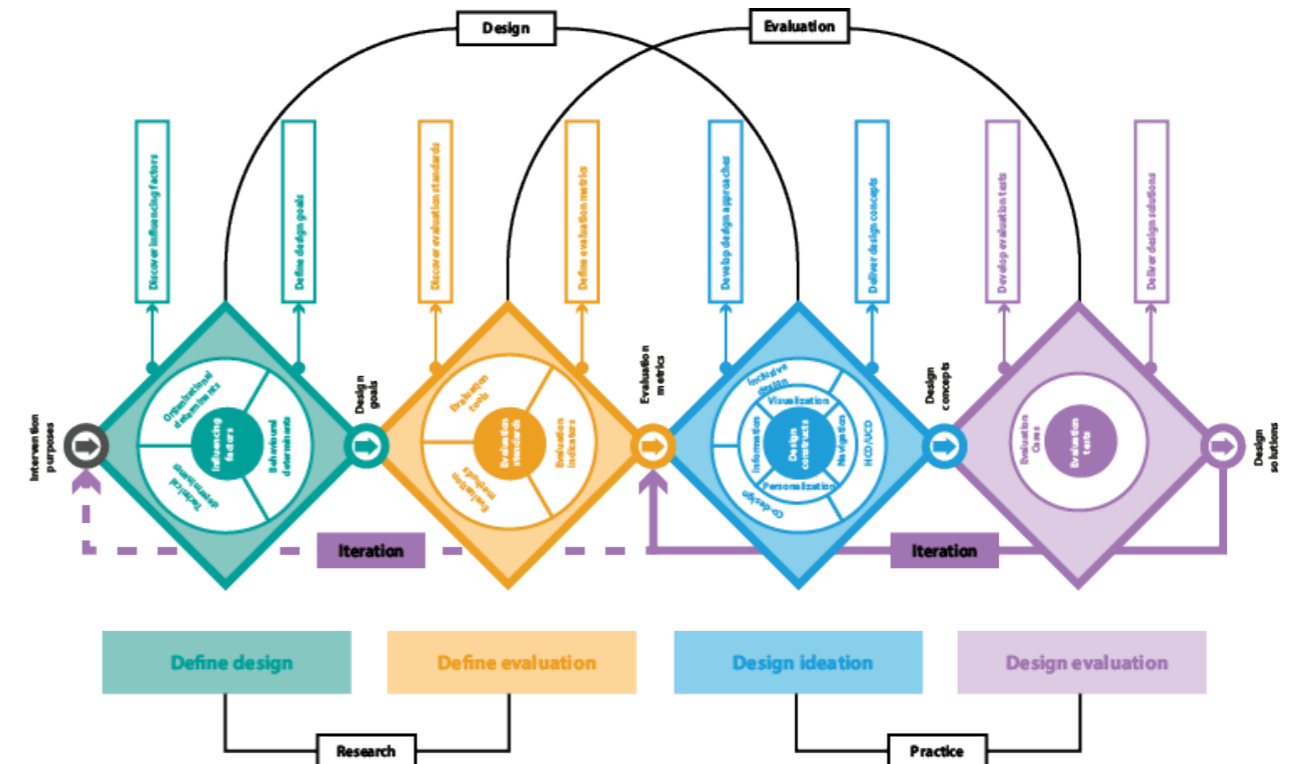 Design
Evaluation
Discover influencing factors
Define design goals
Discover evaluation standards
Define evaluation metrics
Develop design approaches
Deliver design concepts
Develop evaluation tests
Deliver design solutions
Intervention
purposes
Organizational
determinants
Influencing
factors
Behavioural
determinants
Technical
determinants
Design
goals
Evaluation
tools
Evaluation
standards
Evaluation
indicators
Evaluation
methods
Evaluation
metrics
Inclusive
design
Visualization
Information
Design
constructs
Navigation
HCD/UCD
Personalization
Co-design
Design
concepts
Evaluation
Cases
Evaluation
tests
Design
solutions
Iteration
Iteration
Define design
Define evaluation
Design ideation
Design evaluation
Research
Practice